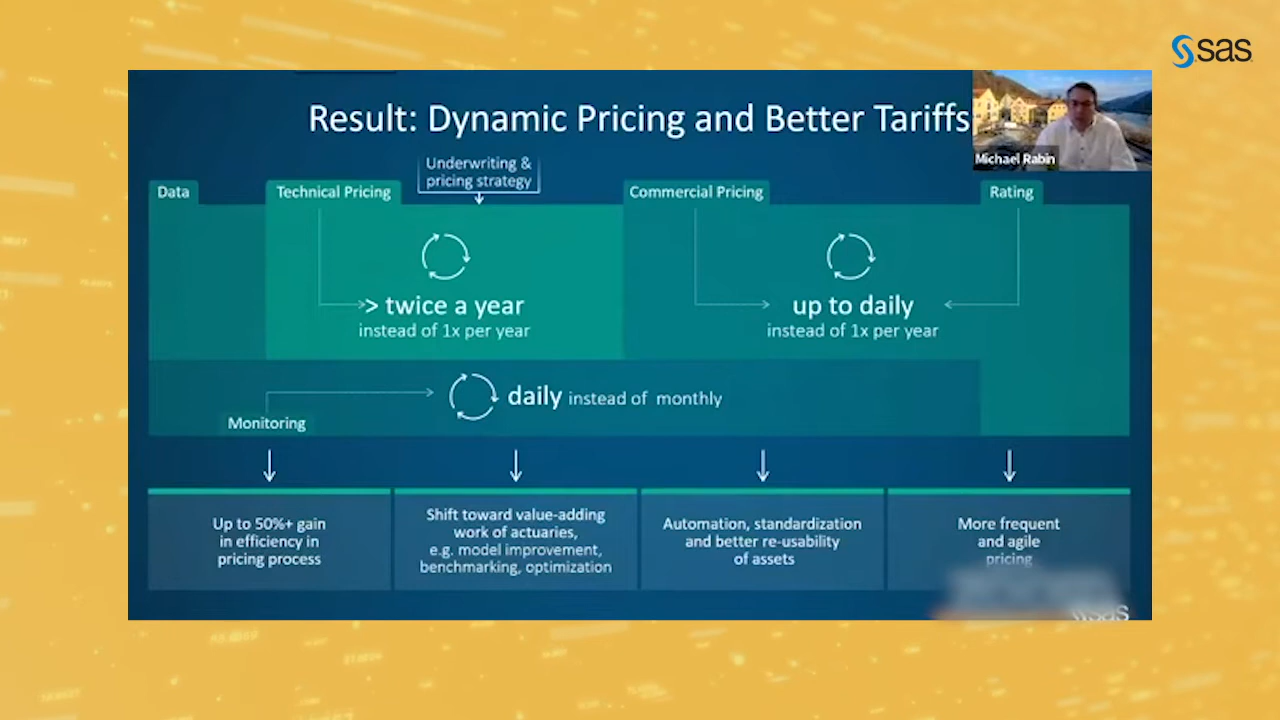 sas
Result: Dynamic Pricing and Better Tariffs
Michael Rabin
Underwriting &
pricing strategy
Data
Technical Pricing
Commercial Pricing
Rating
> twice a year
instead of 1x per year
up to daily
instead of 1x per year
daily instead of monthly
Monitoring
Up to 50%+ gain
in efficiency in
pricing process
Shift toward value-adding
work of actuaries,
e.g. model improvement,
benchmarking, optimization
Automation, standardization
and better re-usability
of assets
More frequent
and agile
pricing
sas